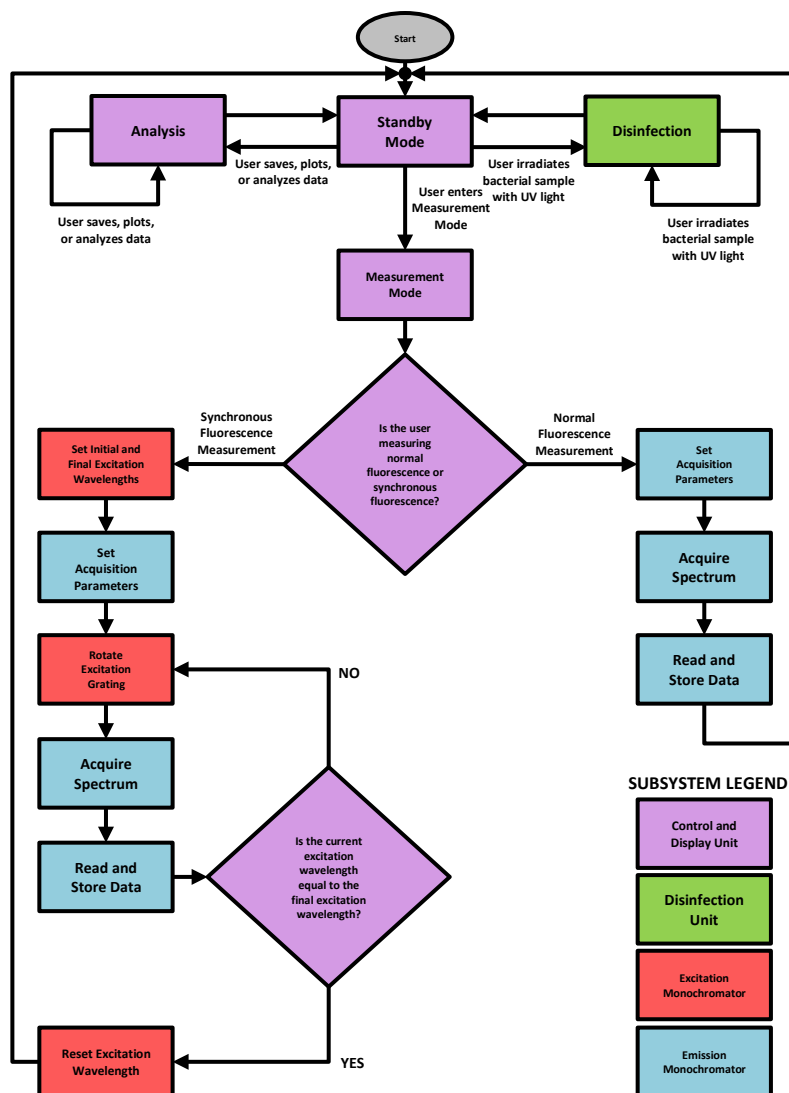 Start
Analysis
Standby
Mode
Disinfection
User saves, plots,
or analyzes data
User irradiates
bacterial sample
with UV light
User saves, plots,
or analyzes data
User enters
Measurement
Mode
User irradiates
bacterial sample
with UV light
Measurement
Mode
Synchronous
Fluorescence
Measurement
Is the user
measuring
normal
fluorescence or
synchronous
fluorescence?
Normal
Fluorescence
Measurement
Set Initial and
Final Excitation
Wavelengths
Set
Acquisition
Parameters
Set
Acquisition
Parameters
Acquire
Spectrum
Rotate
Excitation
Grating
NO
Read and
Store Data
Acquire
Spectrum
Read and
Store Data
Is the current
excitation
wavelength
equal to the
final excitation
wavelength?
Reset Excitation
Wavelength
YES
SUBSYSTEM LEGEND
Control and
Display Unit
Disinfection
Unit
Excitation
Monochromator
Emission
Monochromator